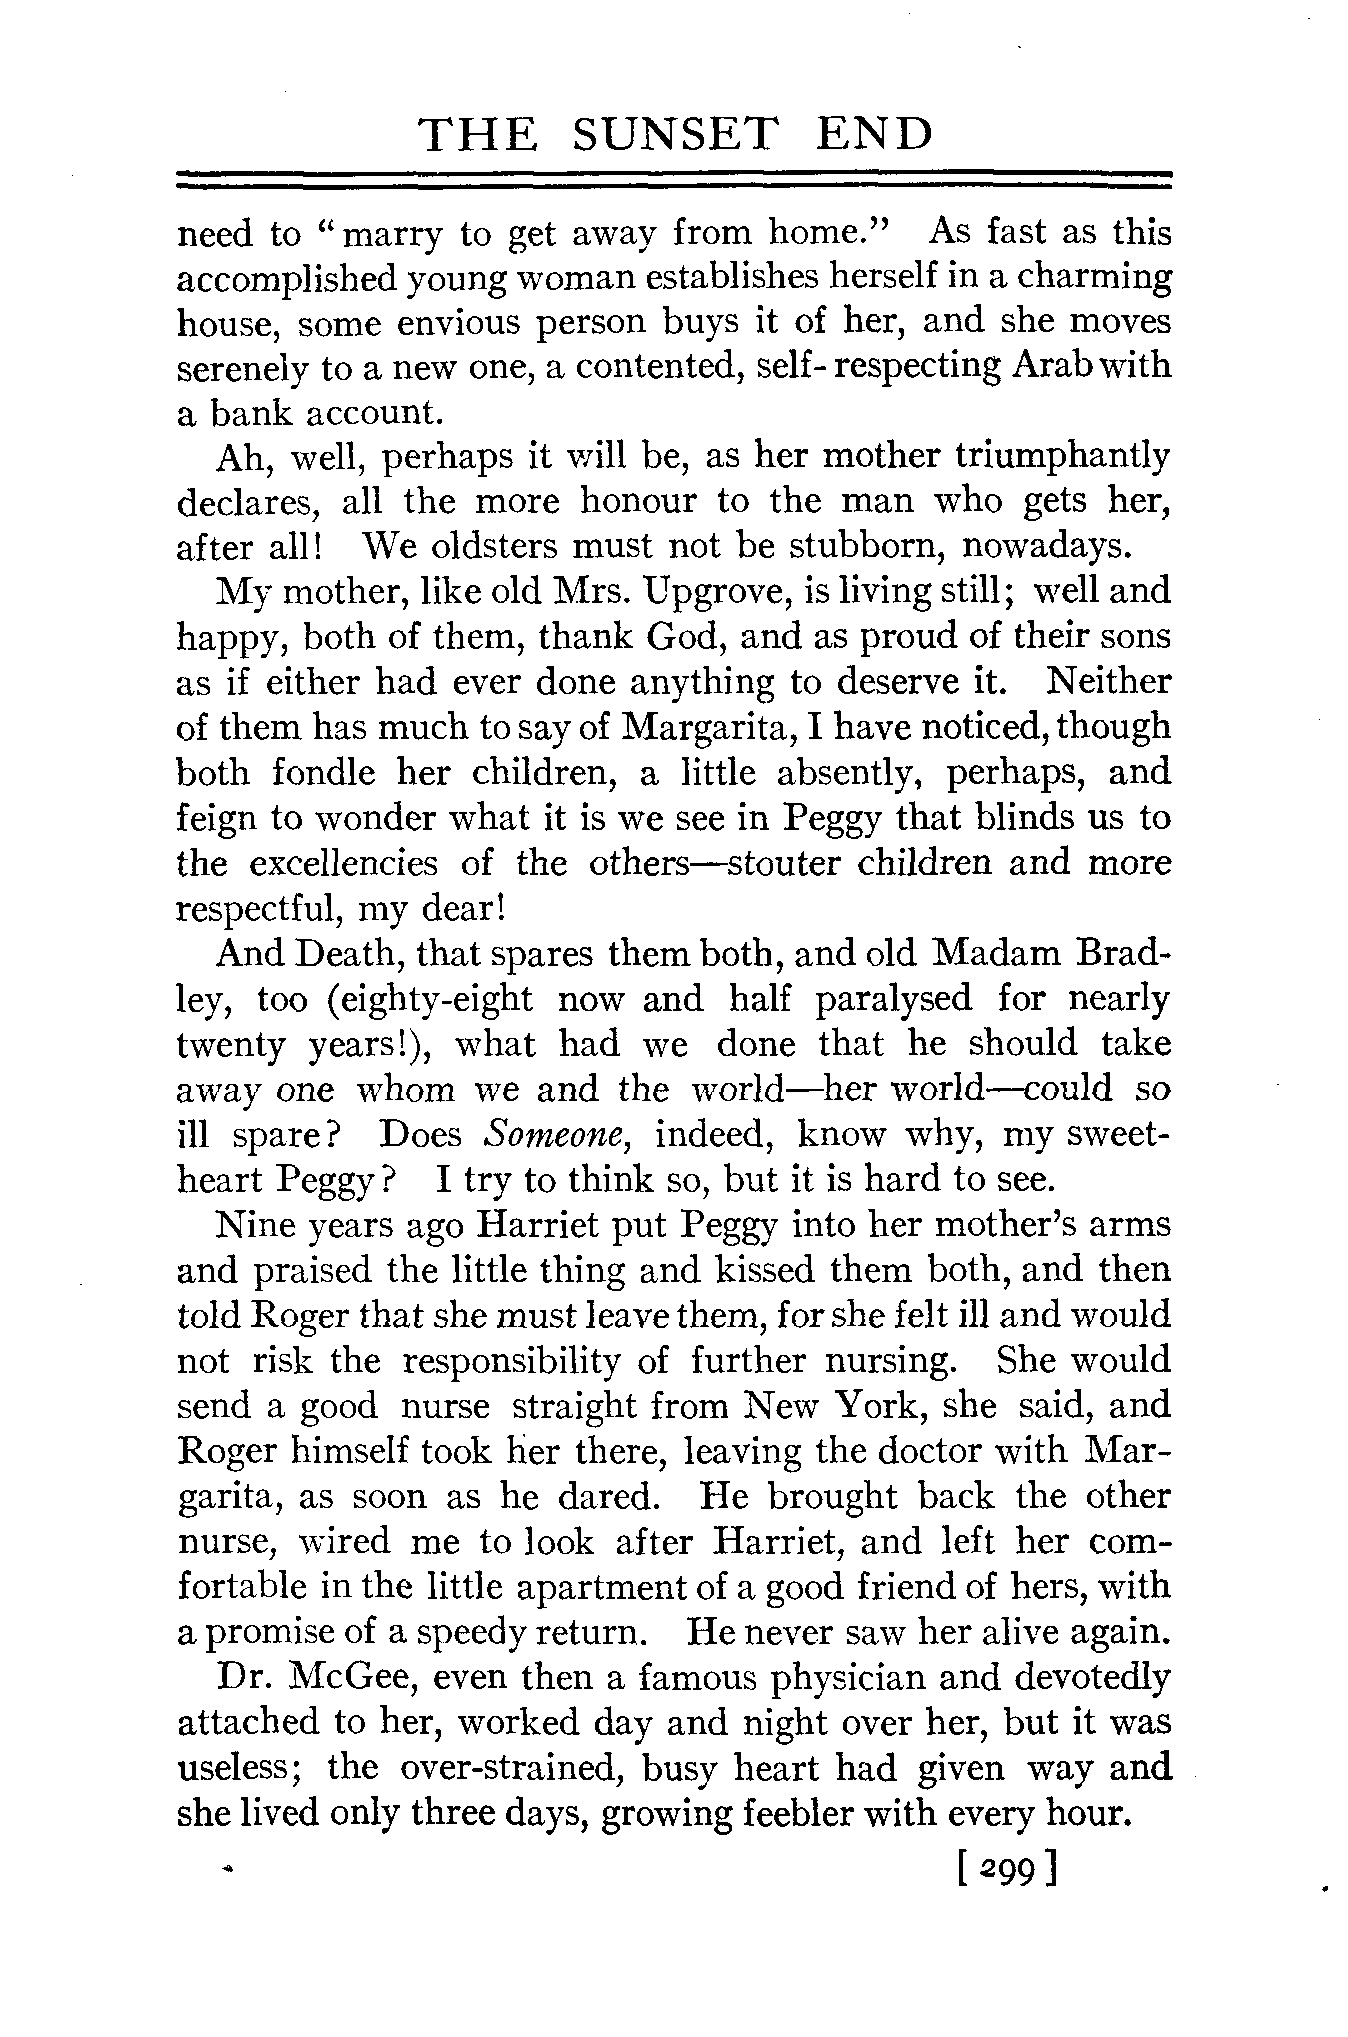 THE SUNSET END
need to "marry to get away from home." As fast as this
accomplished young woman establishes herself in a charming
house, some envious person buys it of her, and she moves
serenely to a new one, a contented, self-respecting Arab with
a bank account.
Ah, well, perhaps it will be, as her mother triumphantly
declares, all the more honour to the man who gets her,
after all! We oldsters must not be stubborn, nowadays.
My mother, like old Mrs. Upgrove, is living still; well and
happy, both of them, thank God, and as proud of their sons
as if either had ever done anything to deserve it. Neither
of them has much to say of Margarita, I have noticed, though
both fondle her children, a little absently, perhaps, and
feign to wonder what it is we see in Peggy that blinds us to
the excellencies of the others—stouter children and more
respectful, my dear!
And Death, that spares them both, and old Madam Brad-
ley, too (eighty-eight now and half paralysed for nearly
twenty years!), what had we done that he should take
away one whom we and the world—her world—could so
ill spare? Does Someone, indeed, know why, my sweet-
heart Peggy? I try to think so, but it is hard to see.
Nine years ago Harriet put Peggy into her mother's arms
and praised the little thing and kissed them both, and then
told Roger that she must leave them, for she felt ill and would
not risk the responsibility of further nursing. She would
send a good nurse straight from New York, she said, and
Roger himself took her there, leaving the doctor with Mar-
garita, as soon as he dared. He brought back the other
nurse, wired me to look after Harriet, and left her com-
fortable in the little apartment of a good friend of hers, with
a promise of a speedy return. He never saw her alive again.
Dr. McGee, even then a famous physician and devotedly
attached to her, worked day and night over her, but it was
useless; the over-strained, busy heart had given way and
she lived only three days, growing feebler with every hour.
[ 299 ]